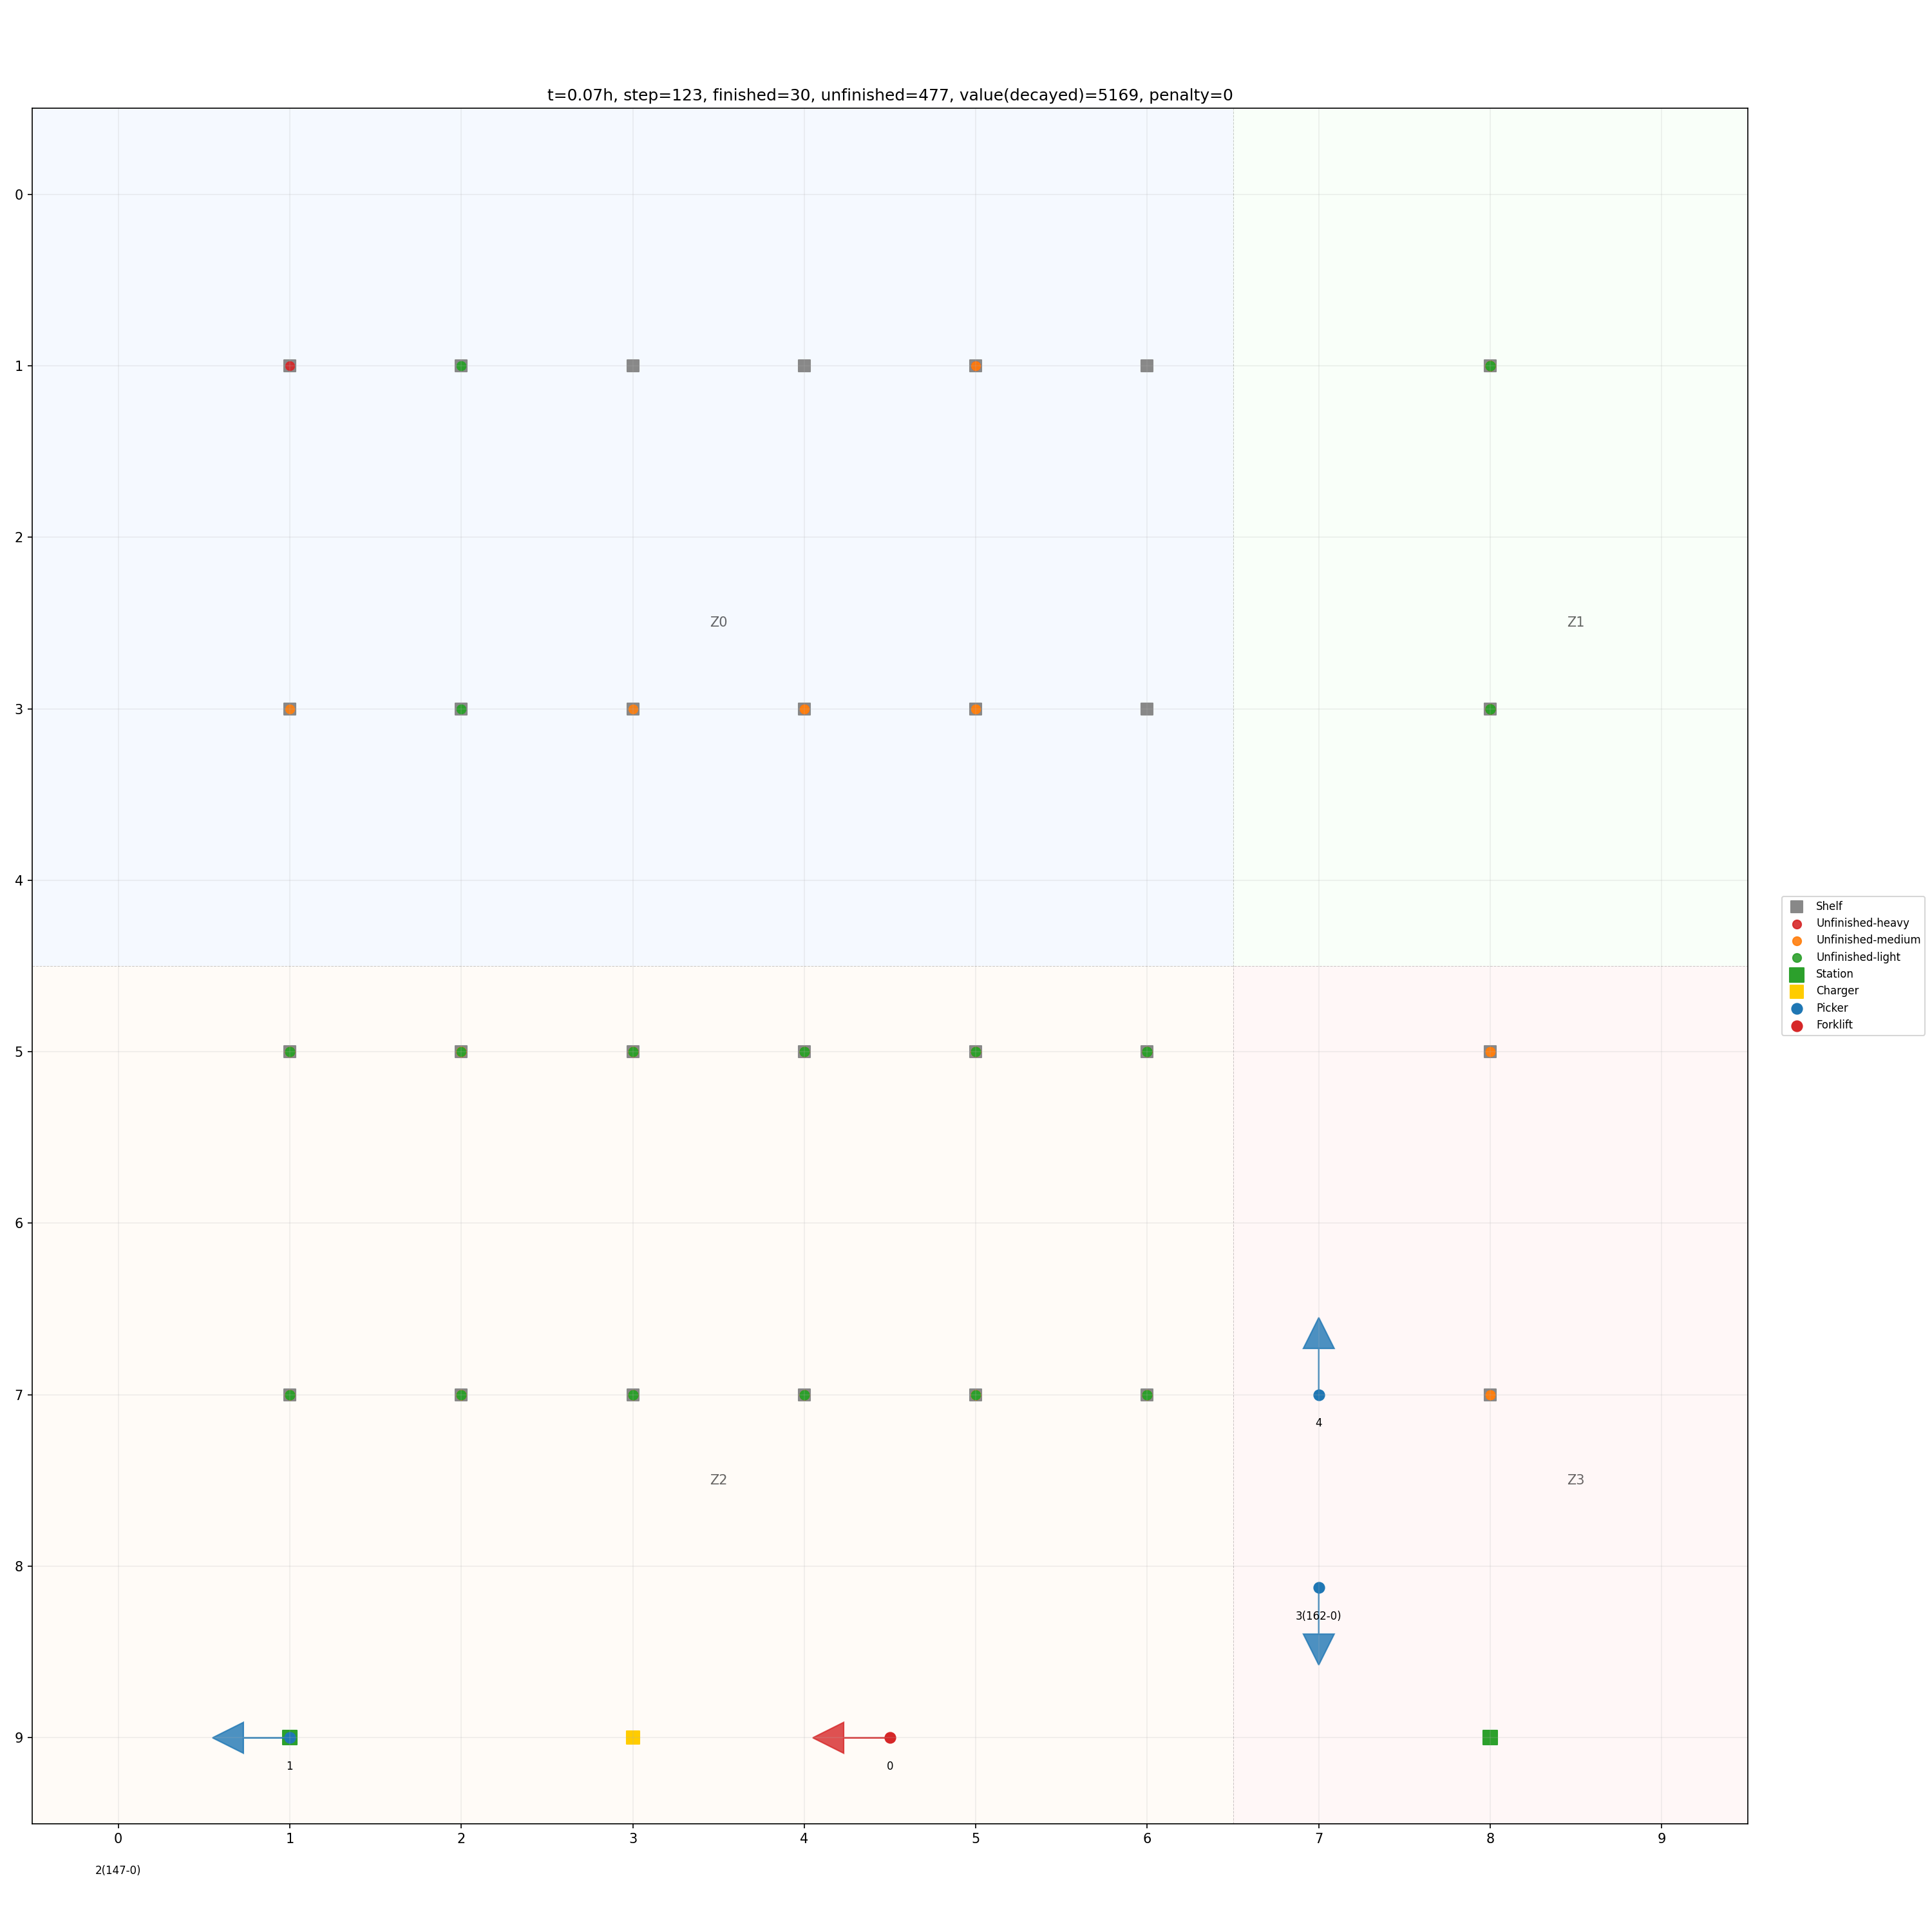 t=0.07h, step=123, finished=30, unfinished=477, value(decayed)=5169, penalty=0
0
1
2
Z0
Z1
3
4
Shelf
Unfinished-heavy
Unfinished-medium
Unfinished-light
Station
Charger
Picker
Forklift
5
6
7
4
Z2
Z3
8
3(162-0)
9
1
0
0 1 2 3 4 5 6 7 8 9
2(147-0)